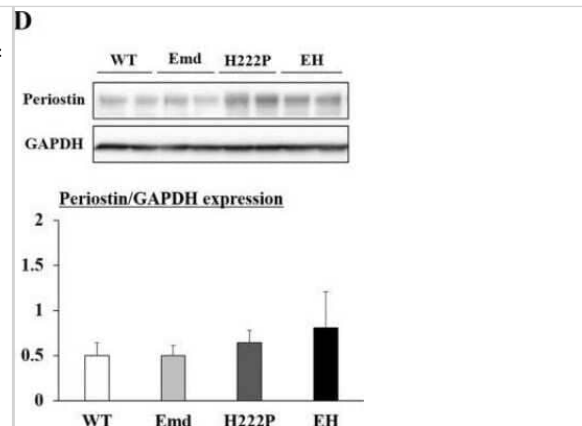 D
:
WT Emd H222P EH
Periostin
GAPDH
Periostin/GAPDH expression
2
1.5
1
0.5
0
WT Emd H222P EH